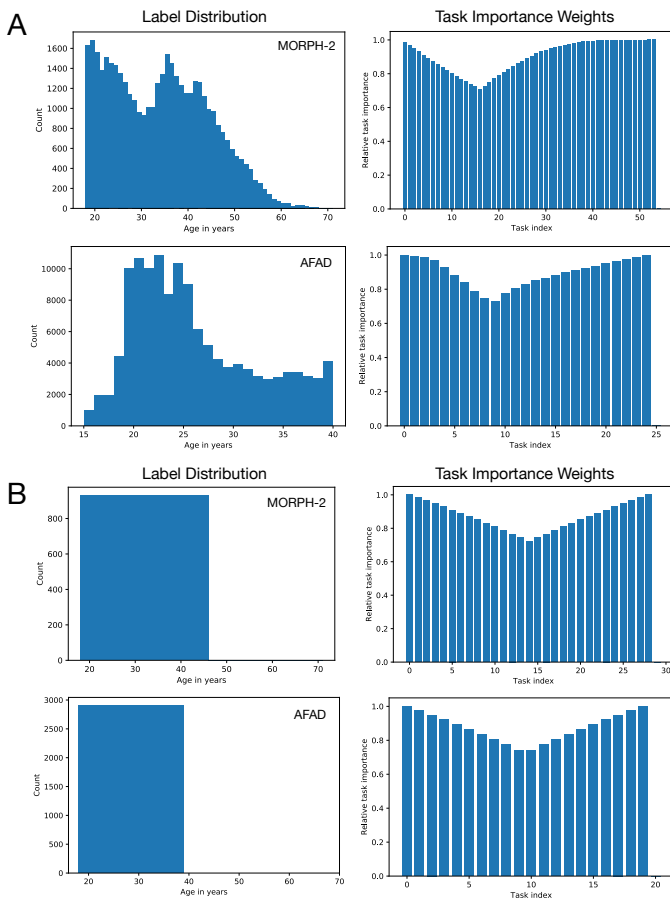 A
Label Distribution
Task Importance Weights
MORPH-2
1600
1400
1200
1000
800
600
400
200
0
Count
20 30 40 50 60 70
Age in years
1.0
0.8
0.6
0.4
0.2
0.0
Relative task importance
0 10 20 30 40 50
Task index
AFAD
10000
8000
6000
4000
2000
0
Count
15 20 25 30 35 40
Age in years
1.0
0.8
0.6
0.4
0.2
0.0
Relative task importance
0 5 10 15 20 25
Task index
B
Label Distribution
Task Importance Weights
MORPH-2
800
600
400
200
0
Count
20 30 40 50 60 70
Age in years
1.0
0.8
0.6
0.4
0.2
0.0
Relative task importance
0 5 10 15 20 25 30
Task index
AFAD
3000
2500
2000
1500
1000
500
0
Count
20 30 40 50 60 70
Age in years
1.0
0.8
0.6
0.4
0.2
0.0
Relative task importance
0 5 10 15 20
Task index